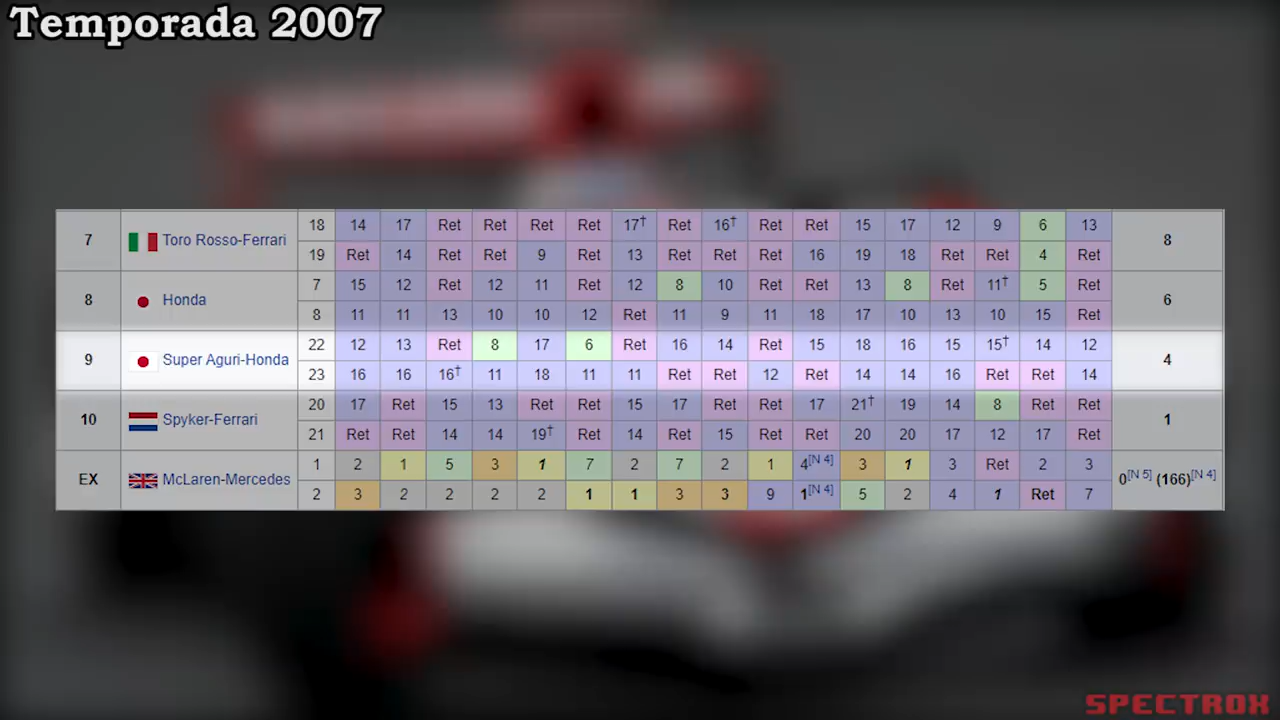 Temporada 2007
7 Toro Rosso-Ferrari 18 14 17 Ret Ret Ret Ret 17† Ret 16† Ret Ret 15 17 12 9 6 13 8
19 Ret 14 Ret Ret 9 Ret 13 Ret Ret Ret 16 19 18 Ret Ret 4 Ret
8 Honda 7 15 12 Ret 12 11 Ret 12 8 10 Ret Ret 13 8 Ret 11† 5 Ret 6
8 11 11 13 10 10 12 Ret 11 9 11 18 17 10 13 10 15 Ret
9 Super Aguri-Honda 22 12 13 Ret 8 17 6 Ret 16 14 Ret 15 18 16 15 15† 14 12 4
23 16 16 16† 11 18 11 11 Ret Ret 12 Ret 14 14 16 Ret Ret 14
10 Spyker-Ferrari 20 17 Ret 15 13 Ret Ret 15 17 Ret Ret 17 21† 19 14 8 Ret Ret 1
21 Ret Ret 14 14 19† Ret 14 Ret 15 Ret Ret 20 20 17 12 17 Ret
EX McLaren-Mercedes 1 2 1 5 3 1 7 2 7 2 1 4[N 4] 3 1 3 Ret 2 3 0[N 5] (166)[N 4]
2 3 2 2 2 2 1 1 3 3 9 1[N 4] 5 2 4 1 Ret 7
SPECTROX